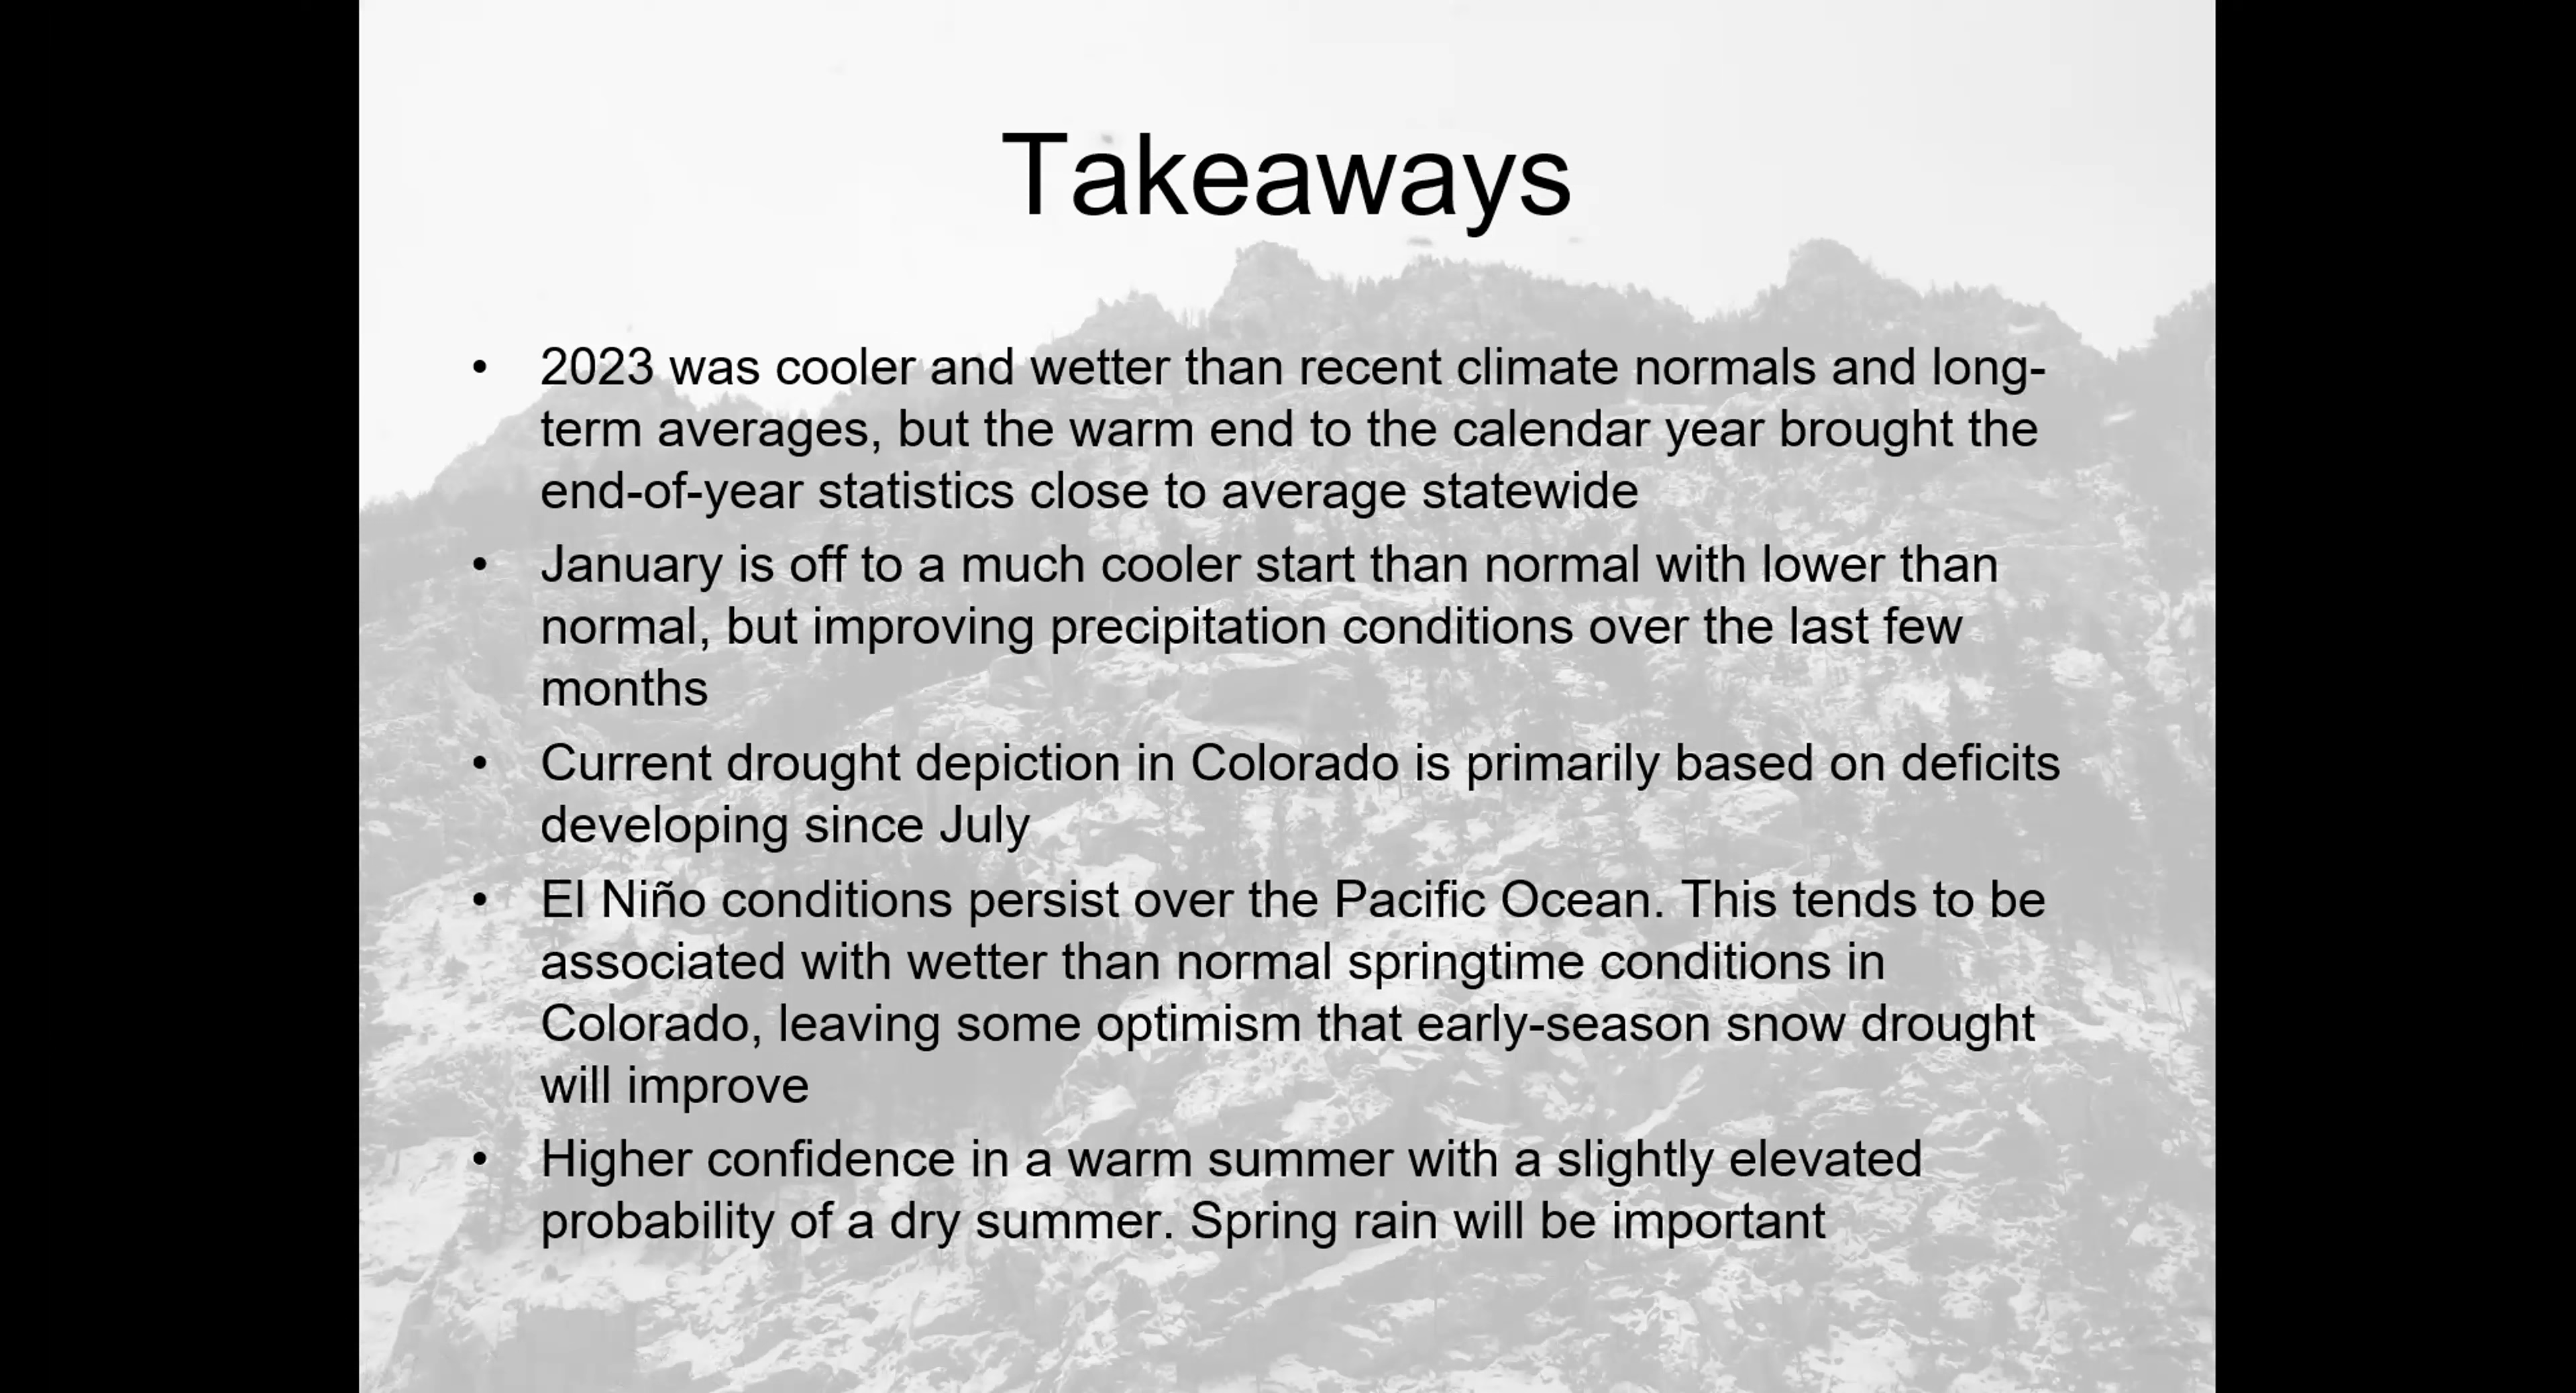 Takeaways
• 2023 was cooler and wetter than recent climate normals and long-
term averages, but the warm end to the calendar year brought the
end-of-year statistics close to average statewide
• January is off to a much cooler start than normal with lower than
normal, but improving precipitation conditions over the last few
months
• Current drought depiction in Colorado is primarily based on deficits
developing since July
• El Niño conditions persist over the Pacific Ocean. This tends to be
associated with wetter than normal springtime conditions in
Colorado, leaving some optimism that early-season snow drought
will improve
• Higher confidence in a warm summer with a slightly elevated
probability of a dry summer. Spring rain will be important